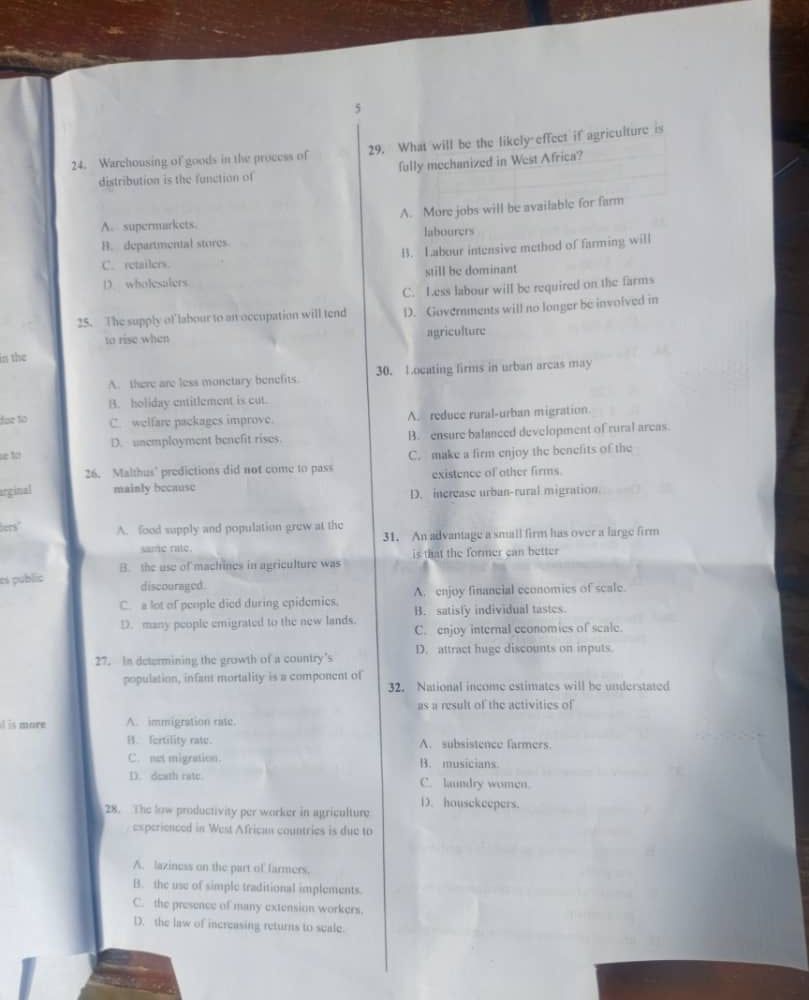 5
24. Warehousing of goods in the process of
distribution is the function of
A. supermarkets.
B. departmental stores.
C. retailers.
D. wholesalers.
25. The supply of labour to an occupation will tend
to rise when
A. there are less monetary benefits.
B. holiday entitlement is cut.
C. welfare packages improve.
D. unemployment benefit rises.
26. Malthus' predictions did not come to pass
mainly because
A. food supply and population grew at the
same rate.
B. the use of machines in agriculture was
discouraged.
C. a lot of people died during epidemics.
D. many people emigrated to the new lands.
27. In determining the growth of a country's
population, infant mortality is a component of
A. immigration rate.
B. fertility rate.
C. net migration.
D. death rate.
28. The low productivity per worker in agriculture
experienced in West African countries is due to
A. laziness on the part of farmers.
B. the use of simple traditional implements.
C. the presence of many extension workers.
D. the law of increasing returns to scale.
29. What will be the likely effect if agriculture is
fully mechanized in West Africa?
A. More jobs will be available for farm
labourers
B. Labour intensive method of farming will
still be dominant
C. Less labour will be required on the farms
D. Governments will no longer be involved in
agriculture
30. Locating firms in urban areas may
A. reduce rural-urban migration.
B. ensure balanced development of rural areas.
C. make a firm enjoy the benefits of the
existence of other firms.
D. increase urban-rural migration.
31. An advantage a small firm has over a large firm
is that the former can better
A. enjoy financial economies of scale.
B. satisfy individual tastes.
C. enjoy internal economies of scale.
D. attract huge discounts on inputs.
32. National income estimates will be understated
as a result of the activities of
A. subsistence farmers.
B. musicians.
C. laundry women.
D. housekeepers.
in the
due to
to
public
is more